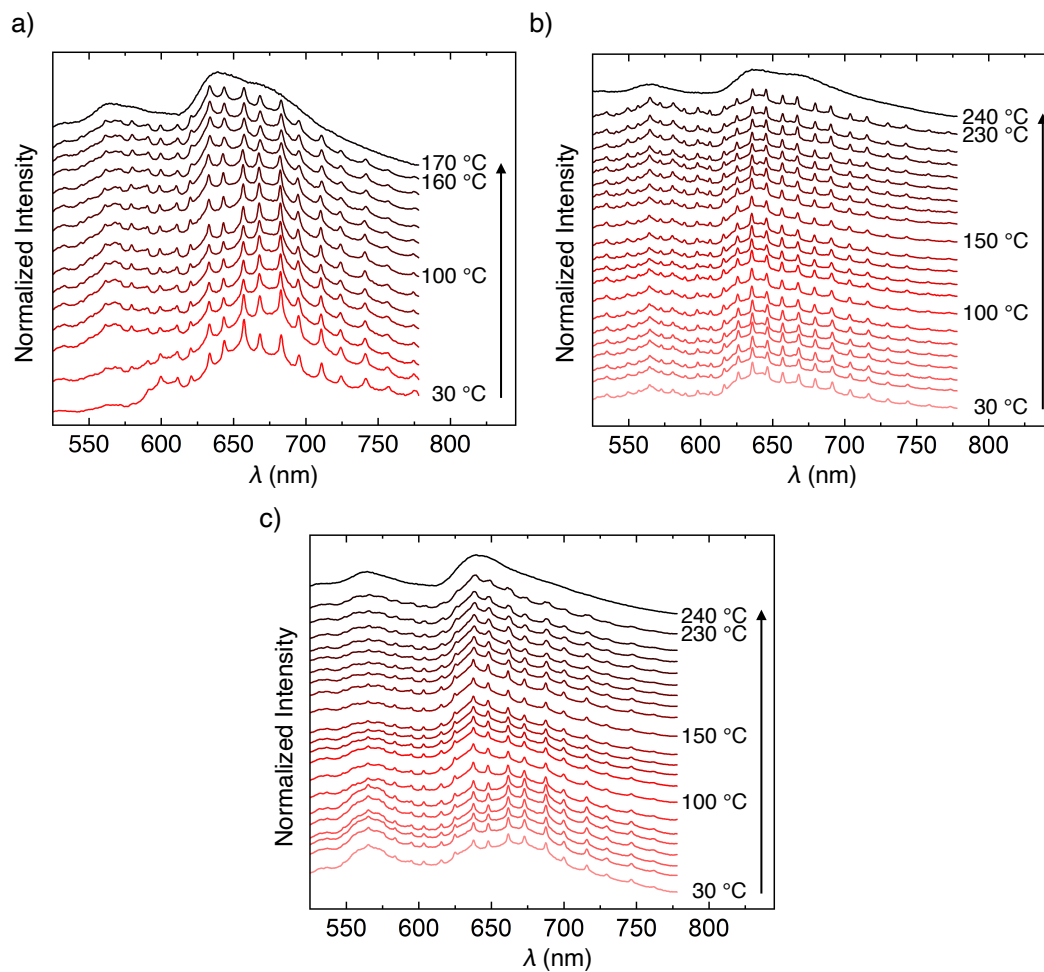 a)
Normalized Intensity
170 °C
160 °C
100 °C
30 °C
550 600 650 700 750 800
λ (nm)
b)
Normalized Intensity
240 °C
230 °C
150 °C
100 °C
30 °C
550 600 650 700 750 800
λ (nm)
c)
Normalized Intensity
240 °C
230 °C
150 °C
100 °C
30 °C
550 600 650 700 750 800
λ (nm)